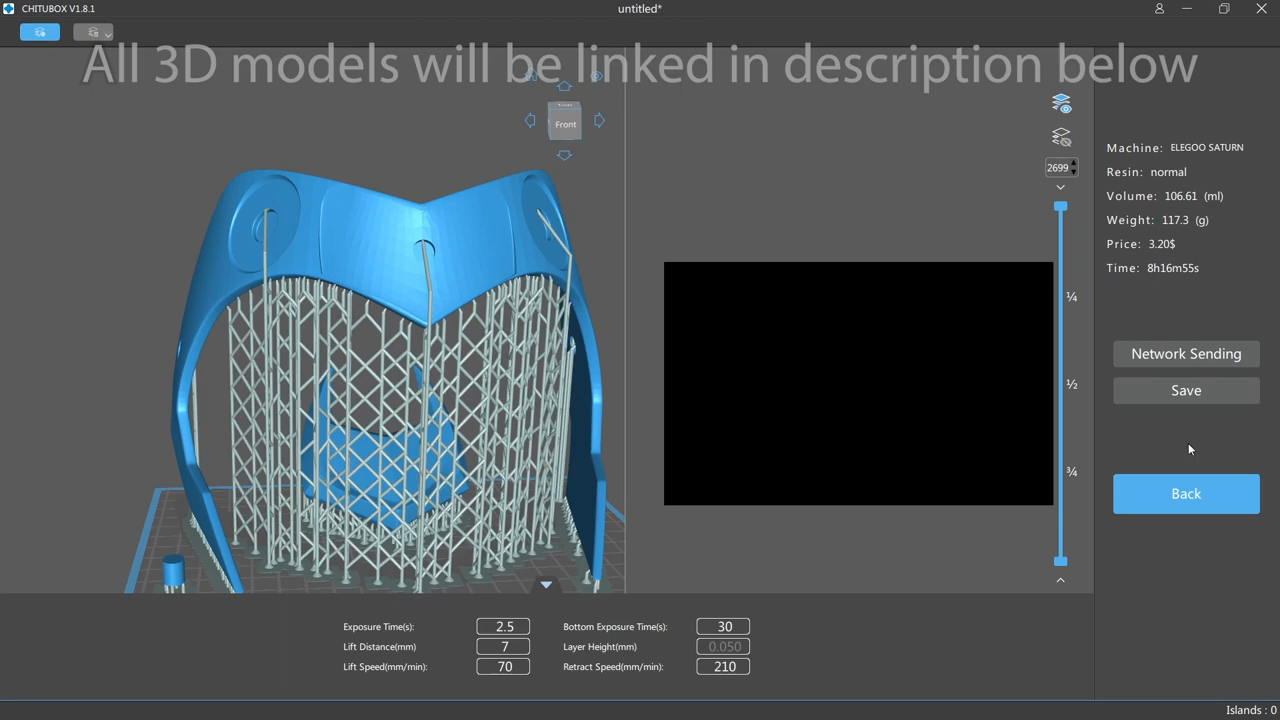 CHITUBOX V1.8.1
untitled*
All 3D models will be linked in description below
Front
2699
Machine: ELEGOO SATURN
Resin: normal
Volume: 106.61 (ml)
Weight: 117.3 (g)
Price: 3.20$
Time: 8h16m55s
¼
½
¾
Network Sending
Save
Back
Exposure Time(s): 2.5
Bottom Exposure Time(s): 30
Lift Distance(mm) 7
Layer Height(mm) 0.050
Lift Speed(mm/min): 70
Retract Speed(mm/min): 210
Islands : 0